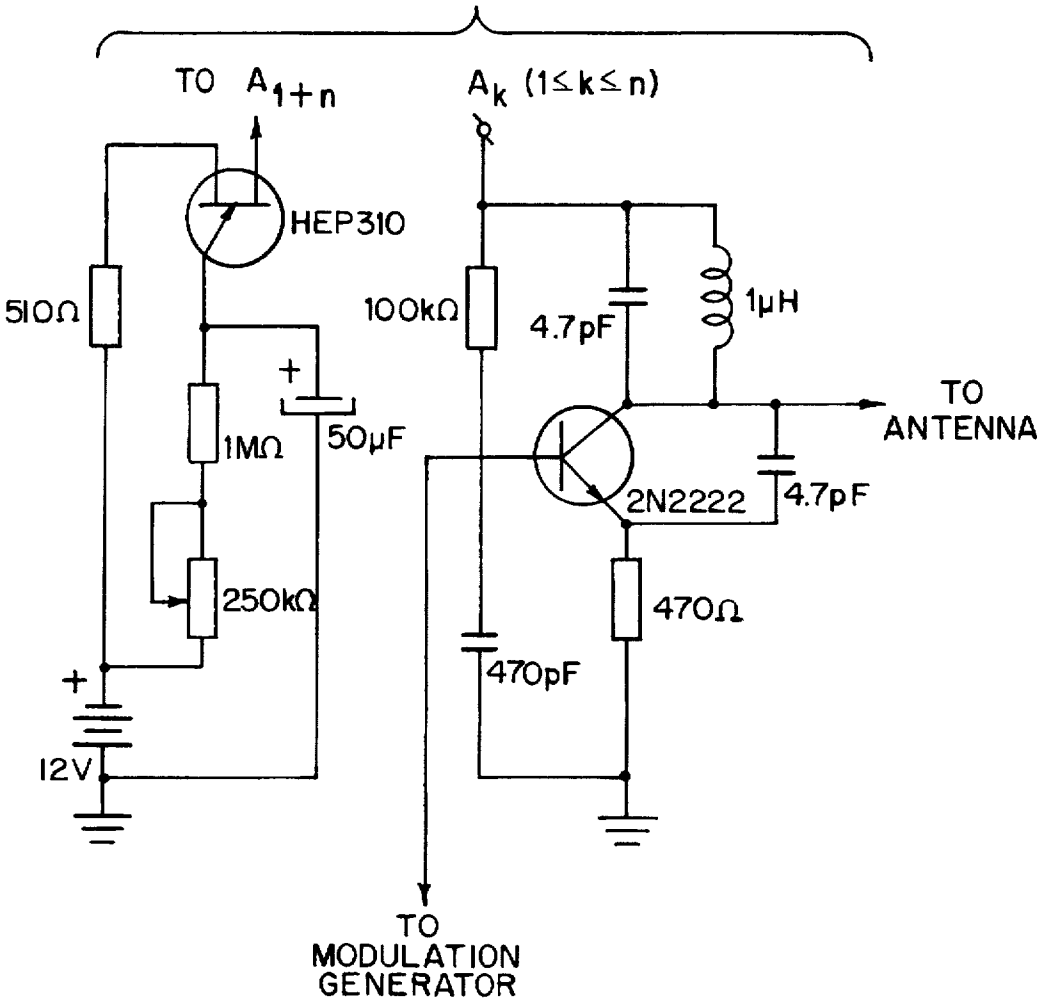 TO A1+n
Ak (1≤k≤n)
HEP310
510Ω
100kΩ
4.7pF
1μH
+
1MΩ
50μF
TO
ANTENNA
2N2222
4.7pF
250kΩ
470Ω
470pF
+
12V
TO
MODULATION
GENERATOR